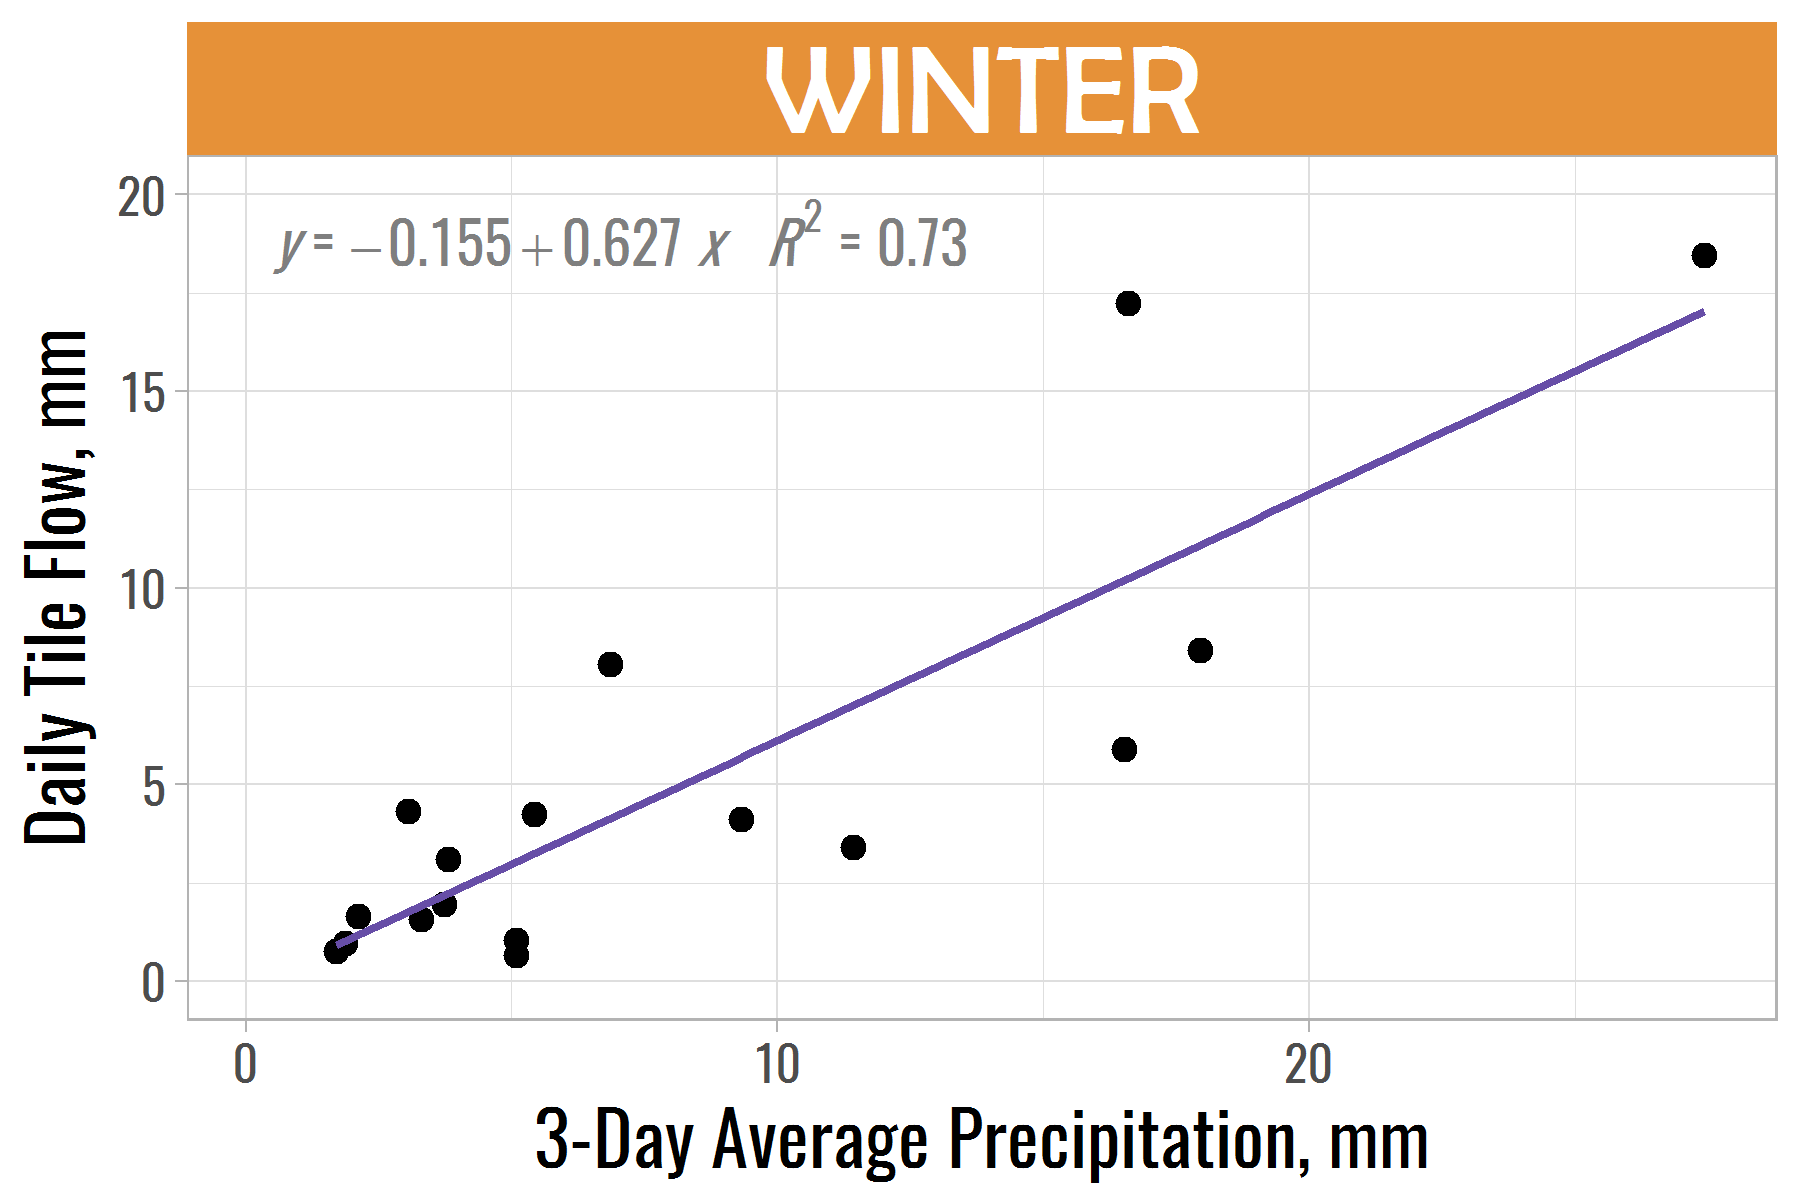 WINTER
y = −0.155 + 0.627 x R² = 0.73
20
15
10
5
0
Daily Tile Flow, mm
0 10 20
3-Day Average Precipitation, mm